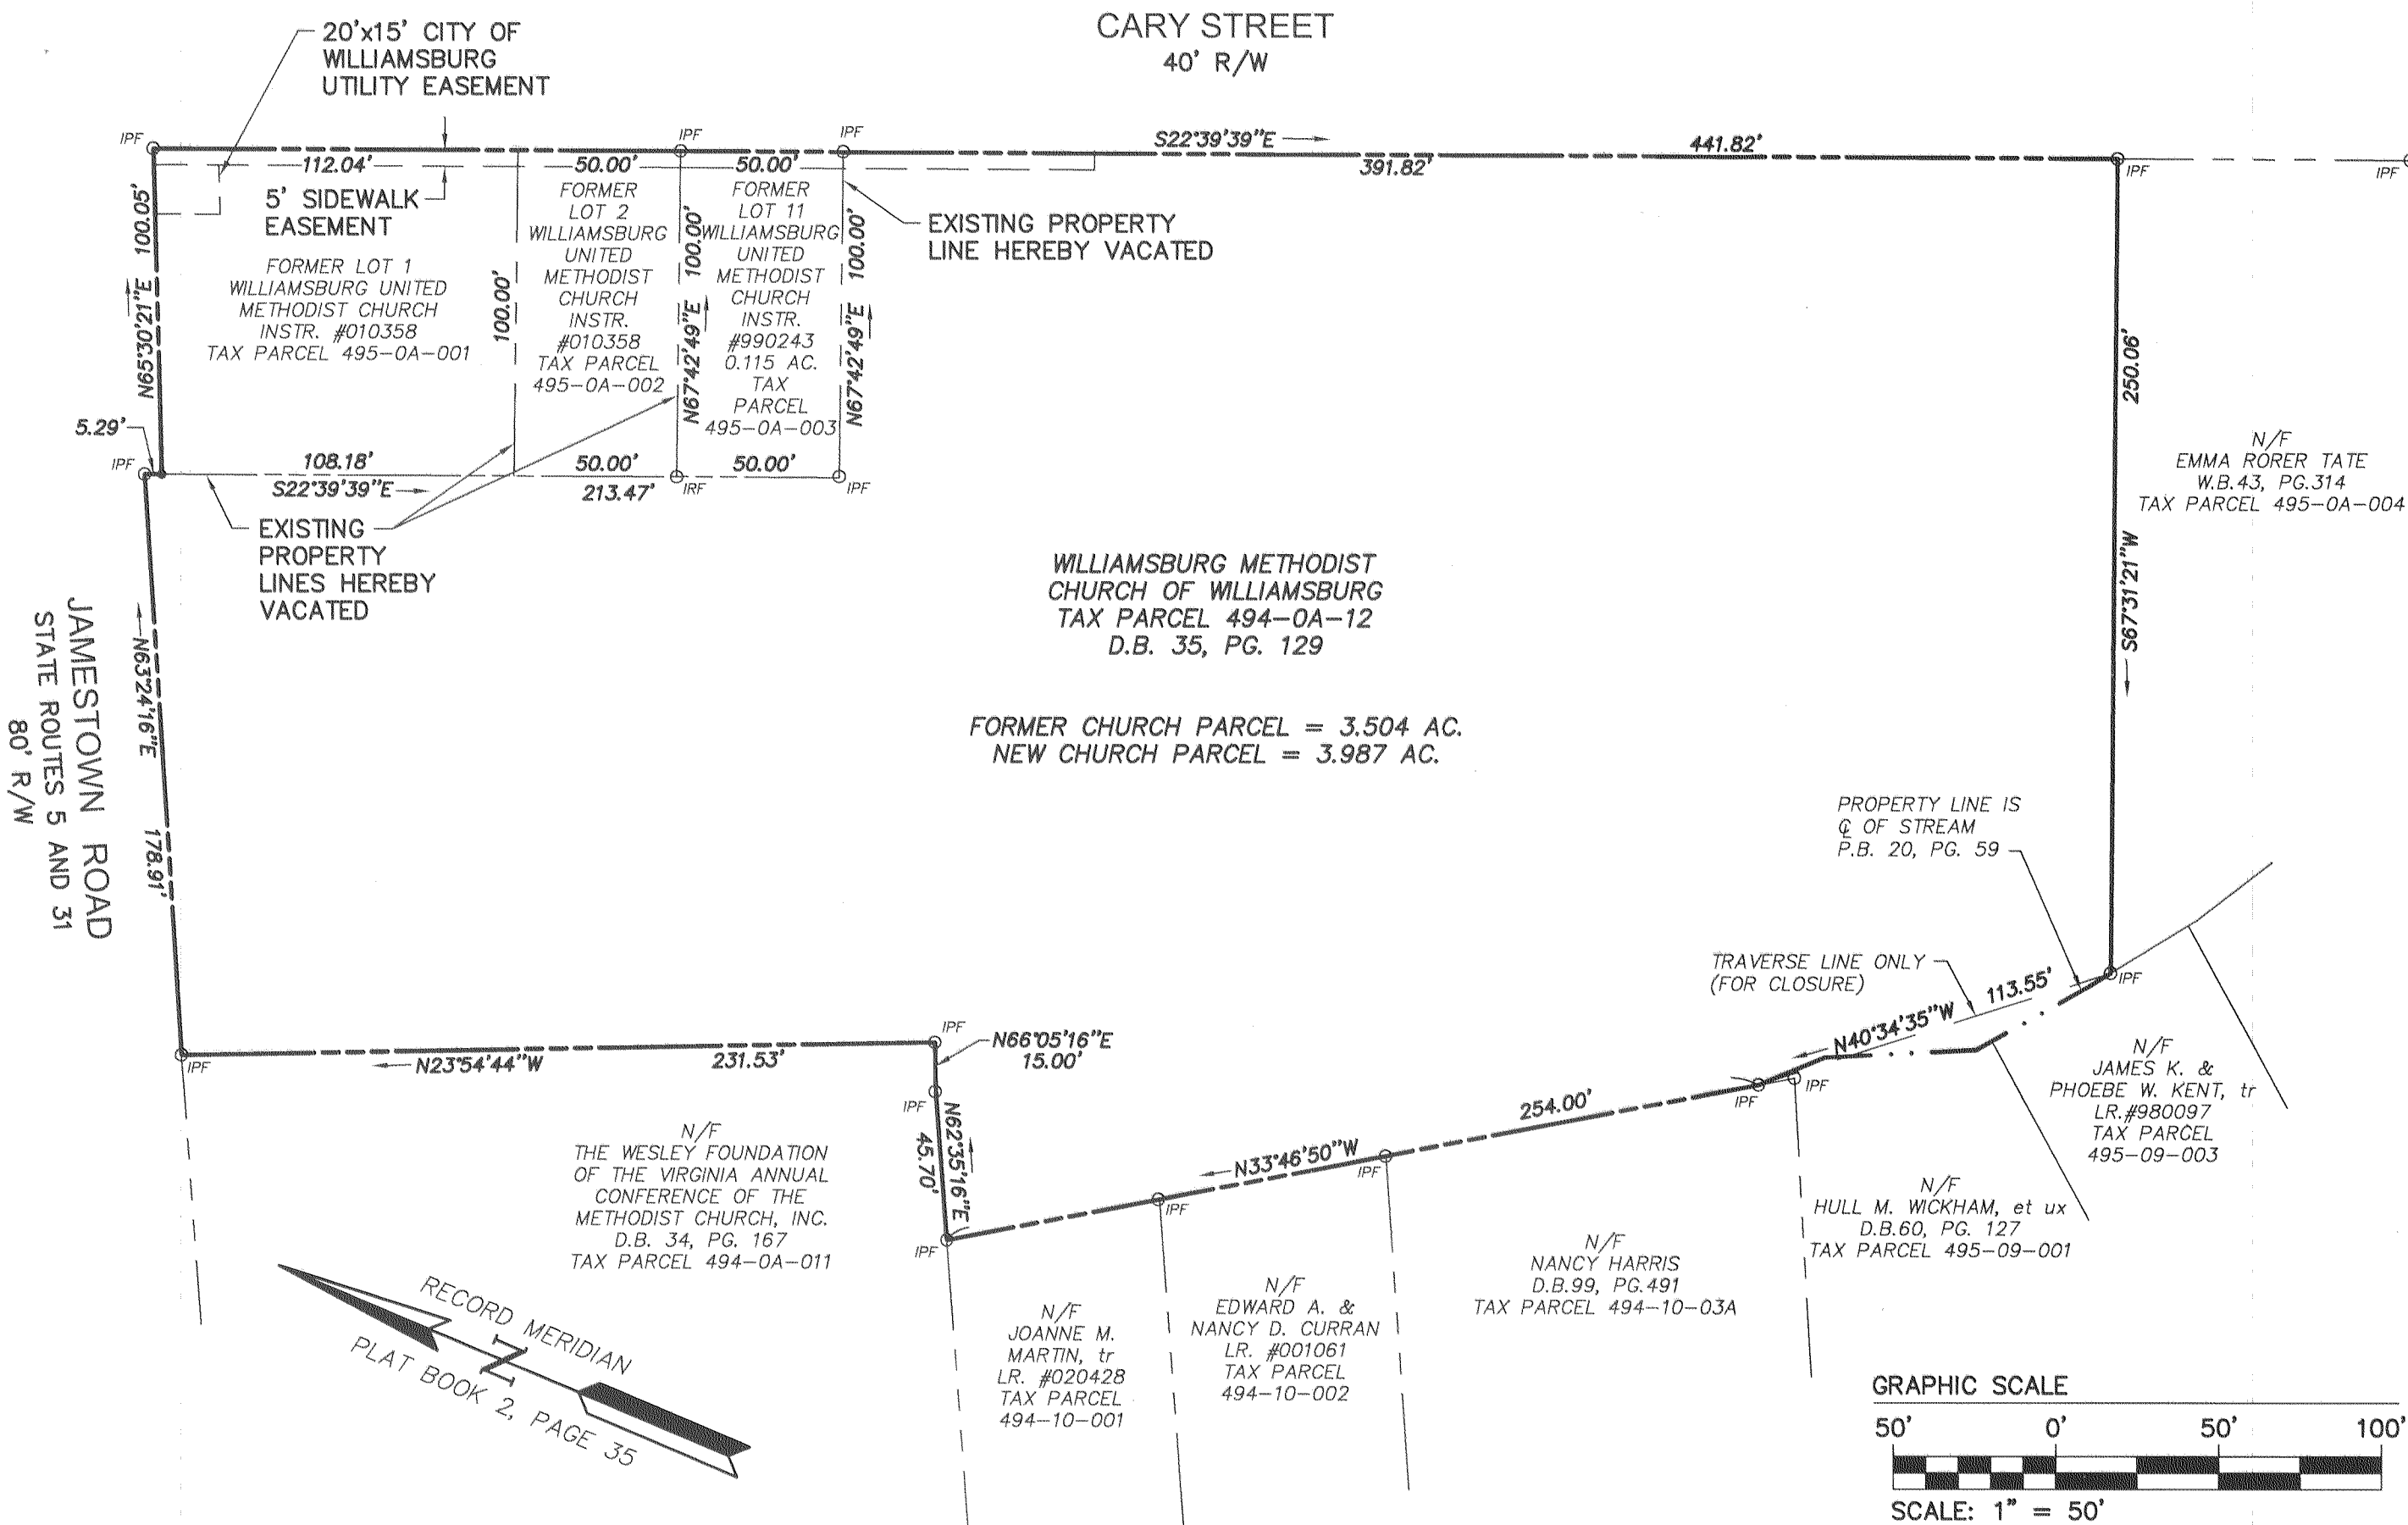 CARY STREET
40' R/W
20'x15' CITY OF
WILLIAMSBURG
UTILITY EASEMENT
IPF
IPF
IPF
S22°39'39"E
441.82'
IPF
IPF
112.04'
50.00'
50.00'
391.82'
5' SIDEWALK
EASEMENT
N65°30'21"E 100.05'
FORMER LOT 1
WILLIAMSBURG UNITED
METHODIST CHURCH
INSTR. #010358
TAX PARCEL 495-0A-001
100.00'
FORMER
LOT 2
WILLIAMSBURG
UNITED
METHODIST
CHURCH
INSTR.
#010358
TAX PARCEL
495-0A-002
N67°42'49"E 100.00'
FORMER
LOT 11
WILLIAMSBURG
UNITED
METHODIST
CHURCH
INSTR.
#990243
0.115 AC.
TAX
PARCEL
495-0A-003
N67°42'49"E 100.00'
EXISTING PROPERTY
LINE HEREBY VACATED
250.06'
S67°31'21"W
N/F
EMMA RORER TATE
W.B.43, PG.314
TAX PARCEL 495-0A-004
5.29'
IPF
108.18'
50.00'
50.00'
S22°39'39"E
213.47'
IRF
IPF
EXISTING
PROPERTY
LINES HEREBY
VACATED
WILLIAMSBURG METHODIST
CHURCH OF WILLIAMSBURG
TAX PARCEL 494-0A-12
D.B. 35, PG. 129
FORMER CHURCH PARCEL = 3.504 AC.
NEW CHURCH PARCEL = 3.987 AC.
JAMESTOWN ROAD
STATE ROUTES 5 AND 31
80' R/W
N63°24'16"E
178.91'
PROPERTY LINE IS
℄ OF STREAM
P.B. 20, PG. 59
TRAVERSE LINE ONLY
(FOR CLOSURE)
113.55'
N40°34'35"W
IPF
IPF
N23°54'44"W
231.53'
IPF
N66°05'16"E
15.00'
IPF
N62°35'16"E
45.70'
IPF
IPF
N33°46'50"W
IPF
254.00'
IPF
IPF
N/F
JAMES K. &
PHOEBE W. KENT, tr
LR.#980097
TAX PARCEL
495-09-003
N/F
THE WESLEY FOUNDATION
OF THE VIRGINIA ANNUAL
CONFERENCE OF THE
METHODIST CHURCH, INC.
D.B. 34, PG. 167
TAX PARCEL 494-0A-011
N/F
HULL M. WICKHAM, et ux
D.B.60, PG. 127
TAX PARCEL 495-09-001
N/F
NANCY HARRIS
D.B.99, PG.491
TAX PARCEL 494-10-03A
N/F
EDWARD A. &
NANCY D. CURRAN
LR. #001061
TAX PARCEL
494-10-002
N/F
JOANNE M.
MARTIN, tr
LR. #020428
TAX PARCEL
494-10-001
RECORD MERIDIAN
N
PLAT BOOK 2, PAGE 35
GRAPHIC SCALE
50' 0' 50' 100'
SCALE: 1" = 50'